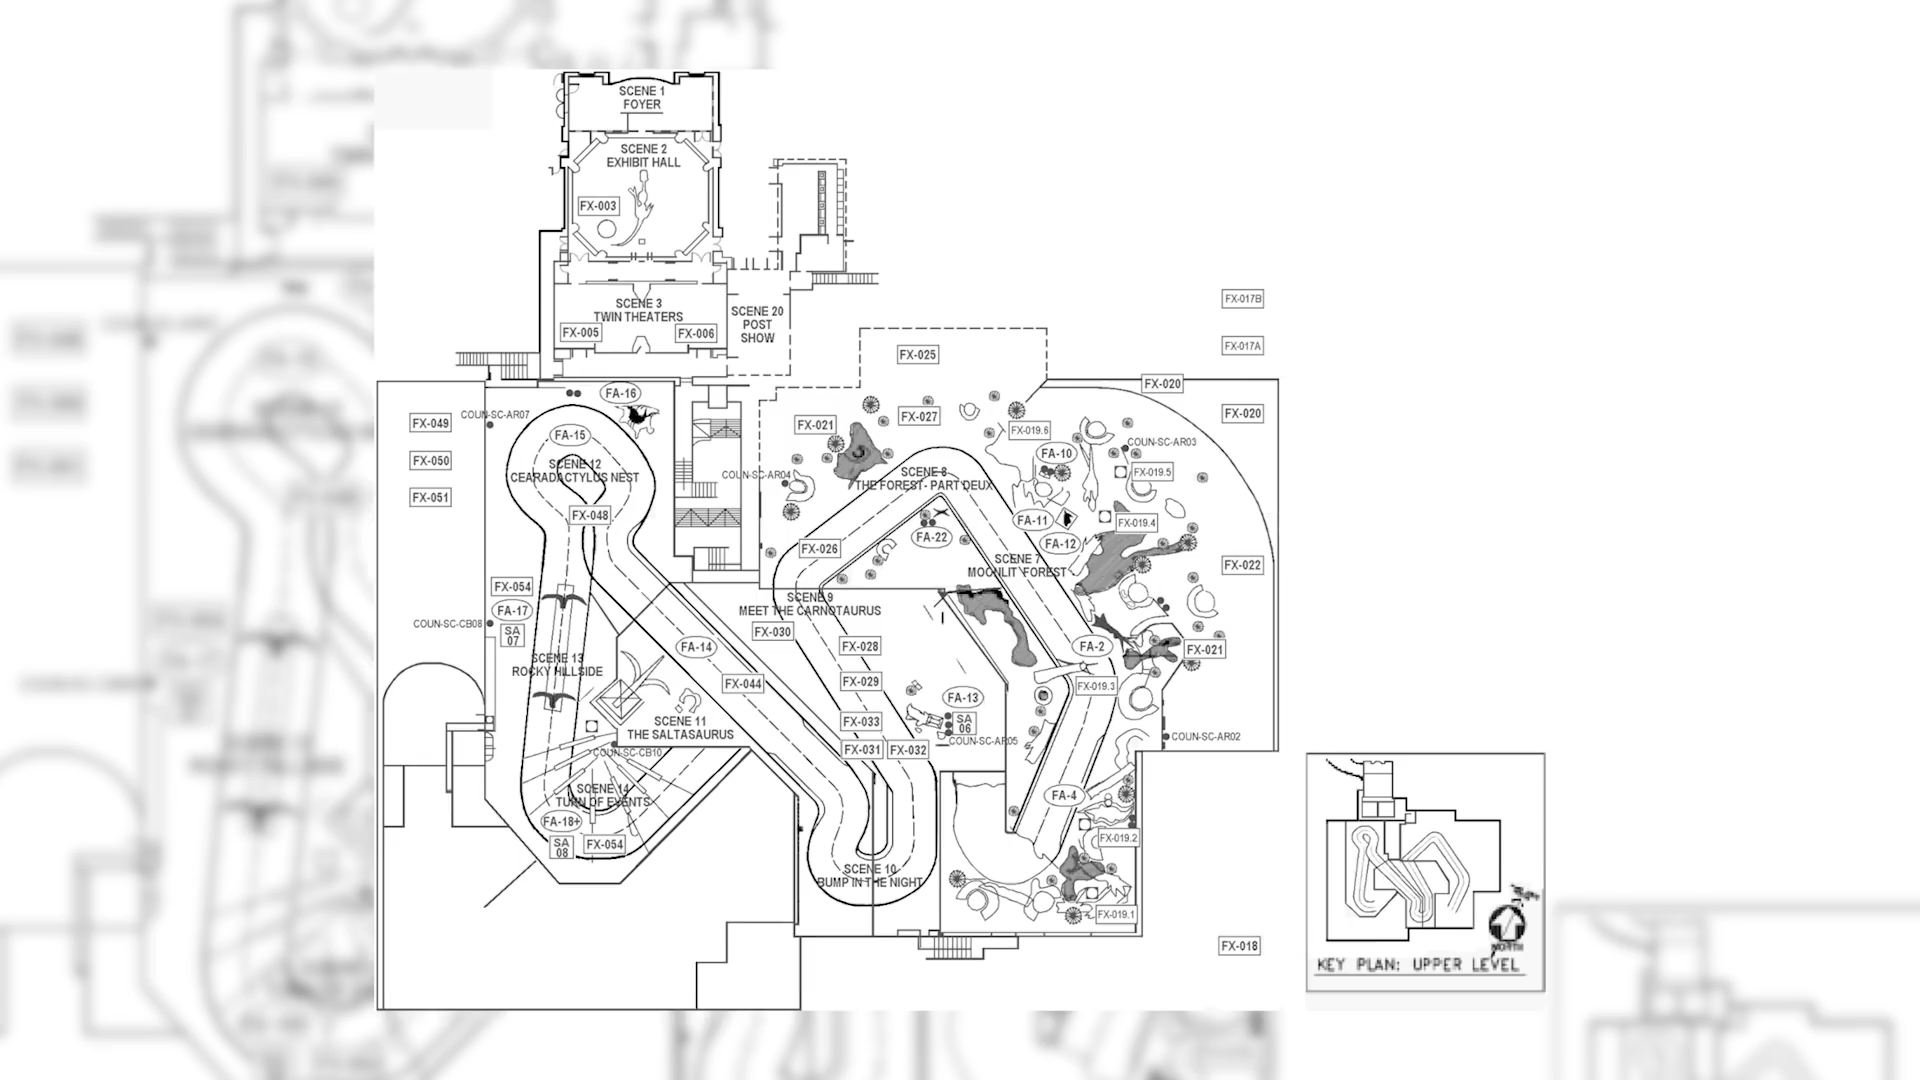 SCENE 1
FOYER
SCENE 2
EXHIBIT HALL
FX-003
SCENE 3
TWIN THEATERS
FX-005
FX-006
SCENE 20
POST
SHOW
FX-017B
FX-017A
FX-025
FX-020
FX-020
FA-16
COUN-SC-AR07
FX-049
FX-050
FX-051
FA-15
SCENE 12
CEARADACTYLUS NEST
FX-048
FX-021
FX-027
FX-019.6
COUN-SC-AR03
FA-10
FX-019.5
COUN-SC-AR04
SCENE 8
THE FOREST- PART DEUX
FA-11
FX-019.4
FA-22
FA-12
FX-026
SCENE 7
MOONLIT FOREST
FX-022
FX-054
FA-17
COUN-SC-CB08
SA
07
SCENE 9
MEET THE CARNOTAURUS
FX-030
FX-028
FA-14
FA-2
FX-021
SCENE 13
ROCKY HILLSIDE
FX-044
FX-029
FX-019.3
FA-13
SCENE 11
THE SALTASAURUS
FX-033
SA
06
COUN-SC-AR05
COUN-SC-AR02
FX-031
FX-032
COUN-SC-CB10
SCENE 14
TURN OF EVENTS
FA-4
FA-18+
SA
08
FX-054
FX-019.2
SCENE 10
BUMP IN THE NIGHT
FX-019.1
FX-018
NORTH
KEY PLAN: UPPER LEVEL